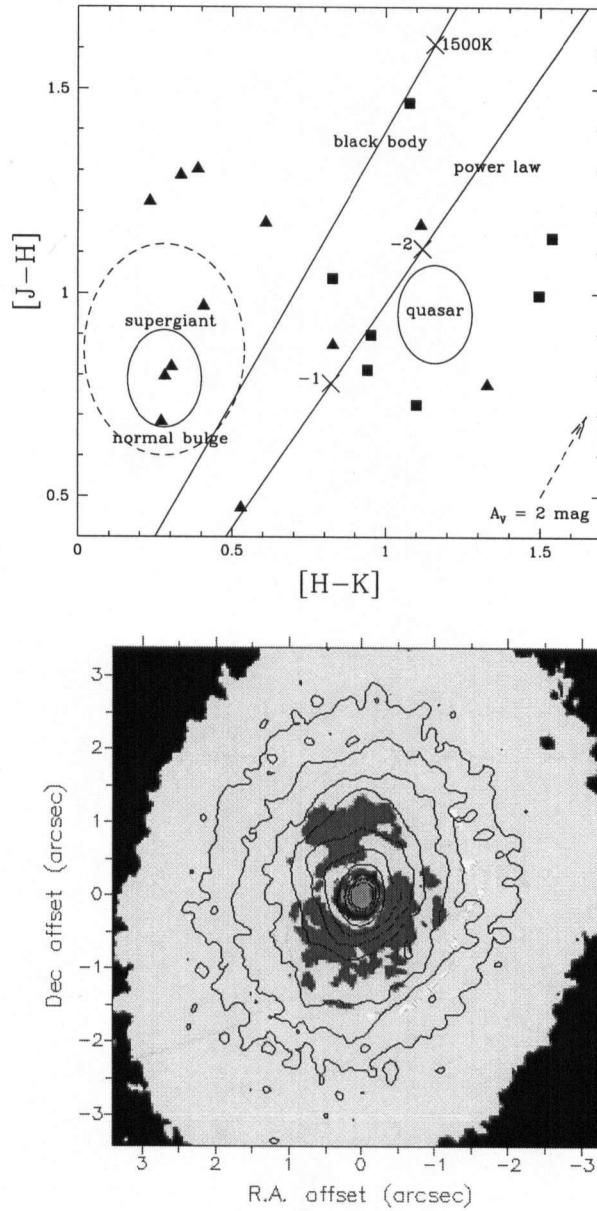 1.5
1
0.5
[J-H]
1500K
black body
power law
-2
supergiant
quasar
-1
normal bulge
A_V = 2 mag
0
0.5
1
1.5
[H-K]
3
2
1
0
-1
-2
-3
Dec offset (arcsec)
3
2
1
0
-1
-2
-3
R.A. offset (arcsec)